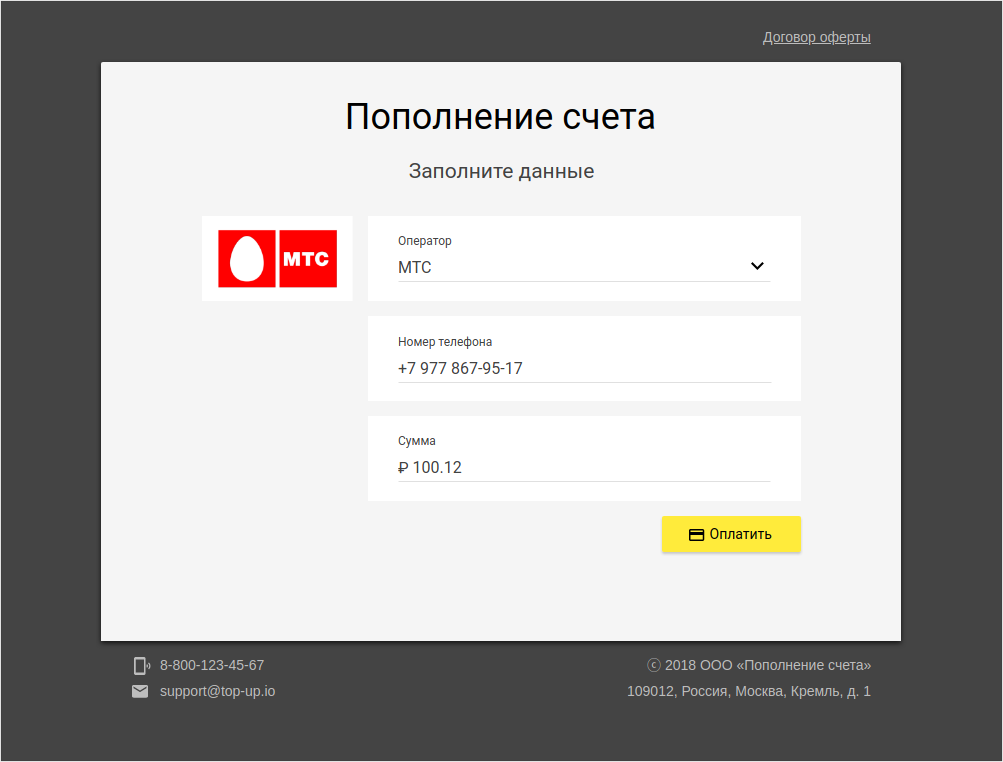 Договор оферты
Пополнение счета
Заполните данные
МТС
Оператор
МТС
Номер телефона
+7 977 867-95-17
Сумма
₽ 100.12
Оплатить
8-800-123-45-67
ⓒ 2018 ООО «Пополнение счета»
support@top-up.io
109012, Россия, Москва, Кремль, д. 1